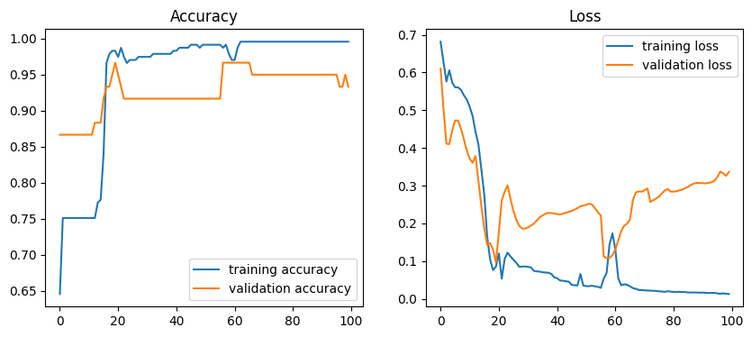 Accuracy
1.00
0.95
0.90
0.85
0.80
0.75
0.70
0.65
0 20 40 60 80 100
training accuracy
validation accuracy
Loss
0.7
0.6
0.5
0.4
0.3
0.2
0.1
0.0
0 20 40 60 80 100
training loss
validation loss